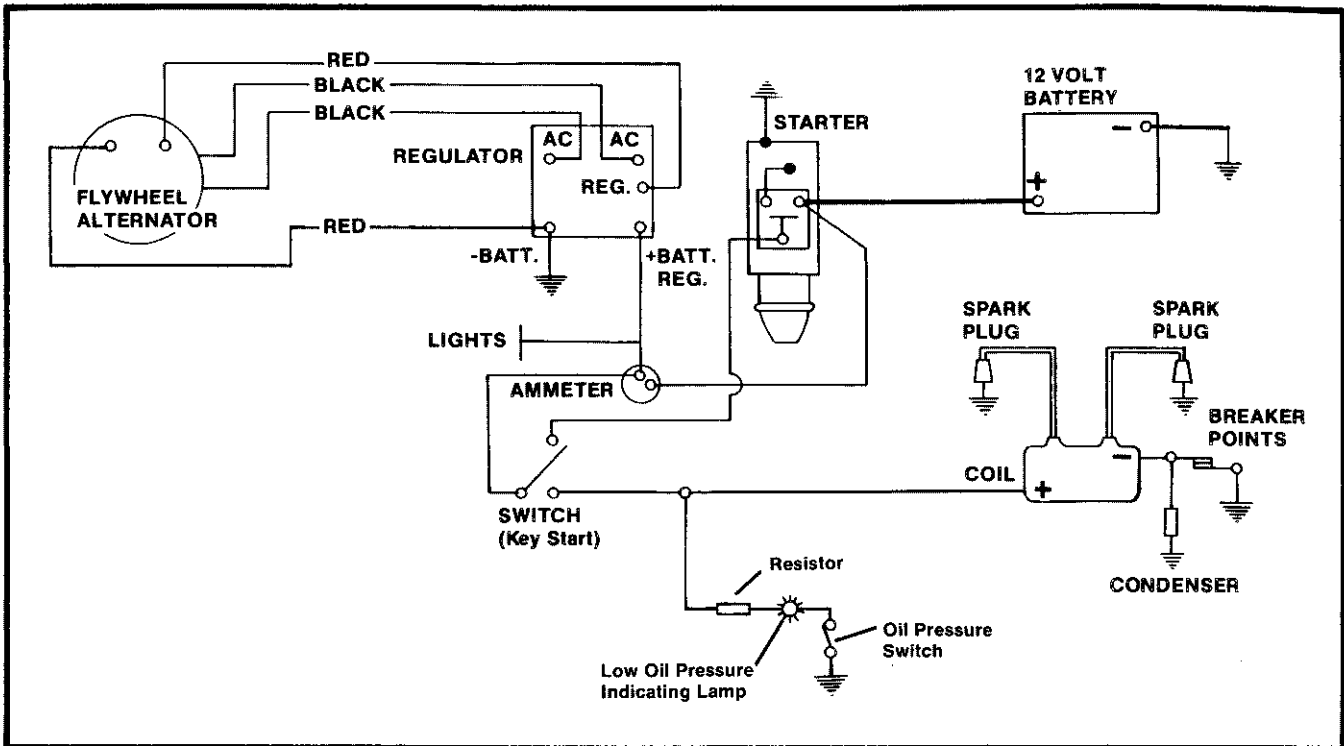 RED
BLACK
BLACK
12 VOLT
BATTERY
STARTER
AC AC
REGULATOR
REG.
− 
+
FLYWHEEL
ALTERNATOR
RED
-BATT.
+BATT.
REG.
LIGHTS
AMMETER
SPARK
PLUG
SPARK
PLUG
BREAKER
POINTS
COIL
−
+
SWITCH
(Key Start)
CONDENSER
Resistor
Oil Pressure
Switch
Low Oil Pressure
Indicating Lamp